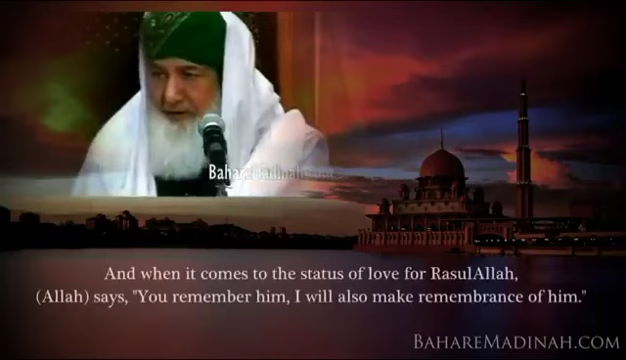 BahareMadinah.com
And when it comes to the status of love for RasulAllah,
(Allah) says, "You remember him, I will also make remembrance of him."
BAHAREMADINAH.COM